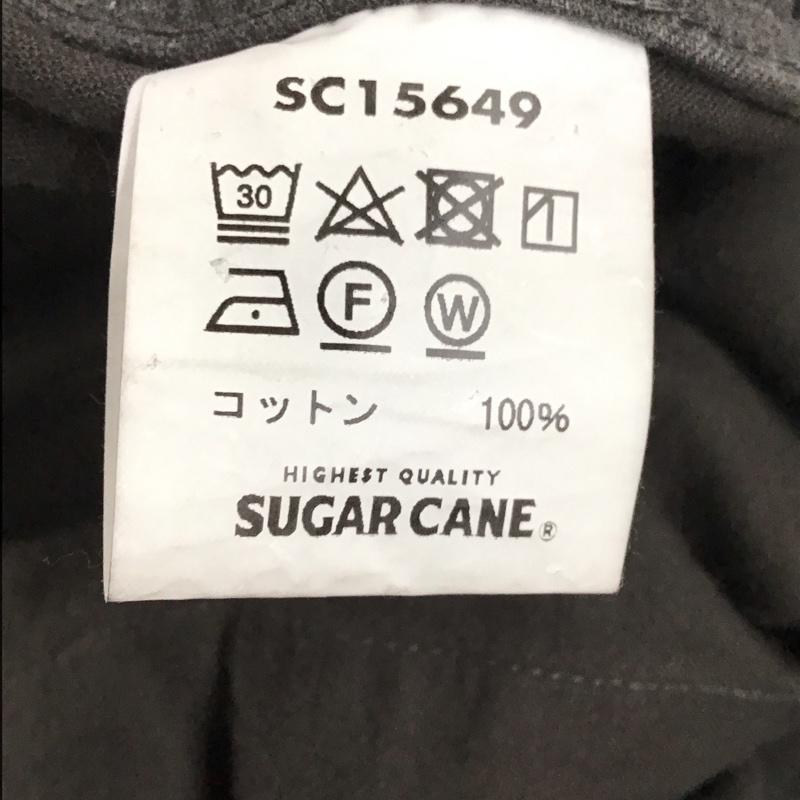 SC15649
30
F W
コットン 100%
HIGHEST QUALITY
SUGAR CANE®